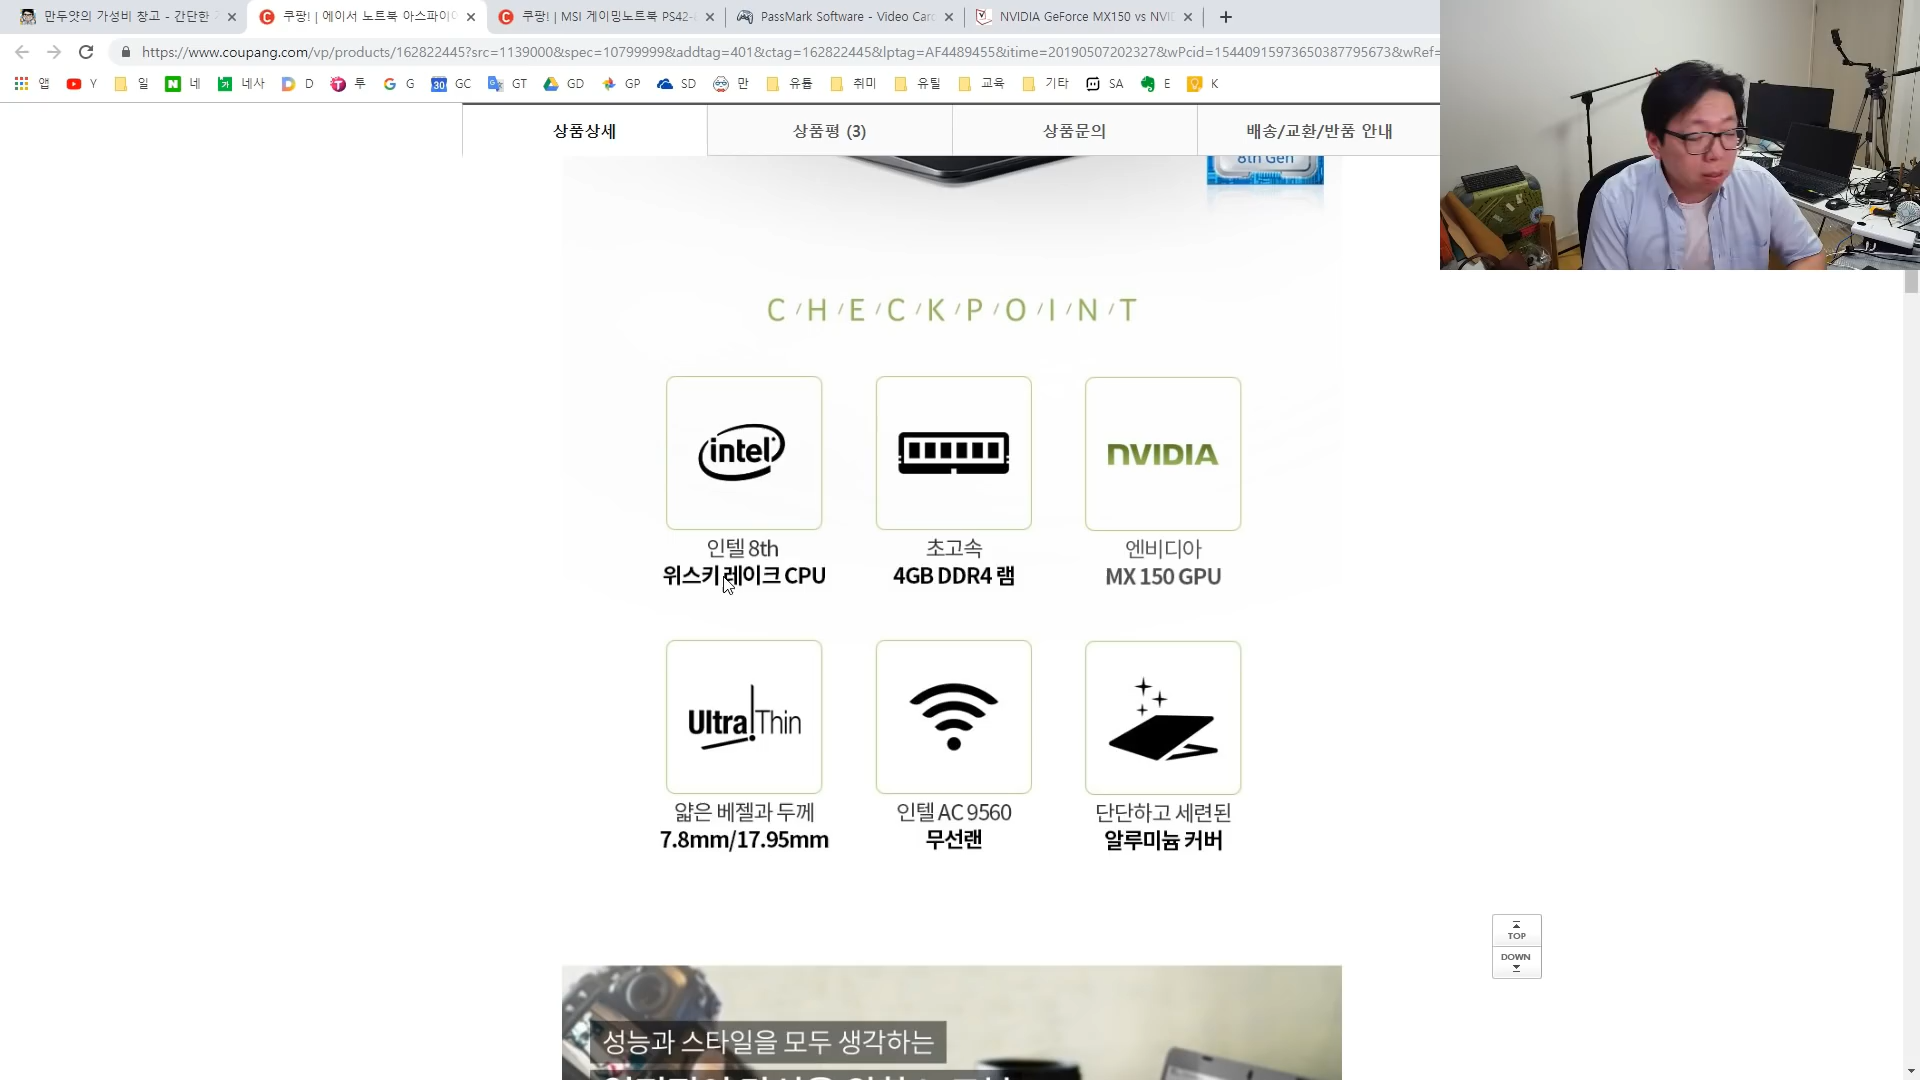 만두얏의 가성비 창고 - 간단한
쿠팡! | 에이서 노트북 아스파이어
쿠팡! | MSI 게이밍노트북 PS42-
PassMark Software - Video Car
NVIDIA GeForce MX150 vs NVI
https://www.coupang.com/vp/products/162822445?src=1139000&spec=10799999&addtag=401&ctag=162822445&lptag=AF4489455&itime=20190507202327&wPcid=15440915973650387795673&wRef=
앱 Y 일 네 네사 D 투 G GC GT GD GP SD 만 유튭 취미 유틸 교육 기타 SA E K
상품상세 상품평 (3) 상품문의 배송/교환/반품 안내
8th Gen
C/H/E/C/K/P/O/I/N/T
intel
NVIDIA
인텔 8th
위스키레이크 CPU
초고속
4GB DDR4 램
엔비디아
MX 150 GPU
Ultra Thin
얇은 베젤과 두께
7.8mm/17.95mm
인텔 AC 9560
무선랜
단단하고 세련된
알루미늄 커버
TOP
DOWN
성능과 스타일을 모두 생각하는